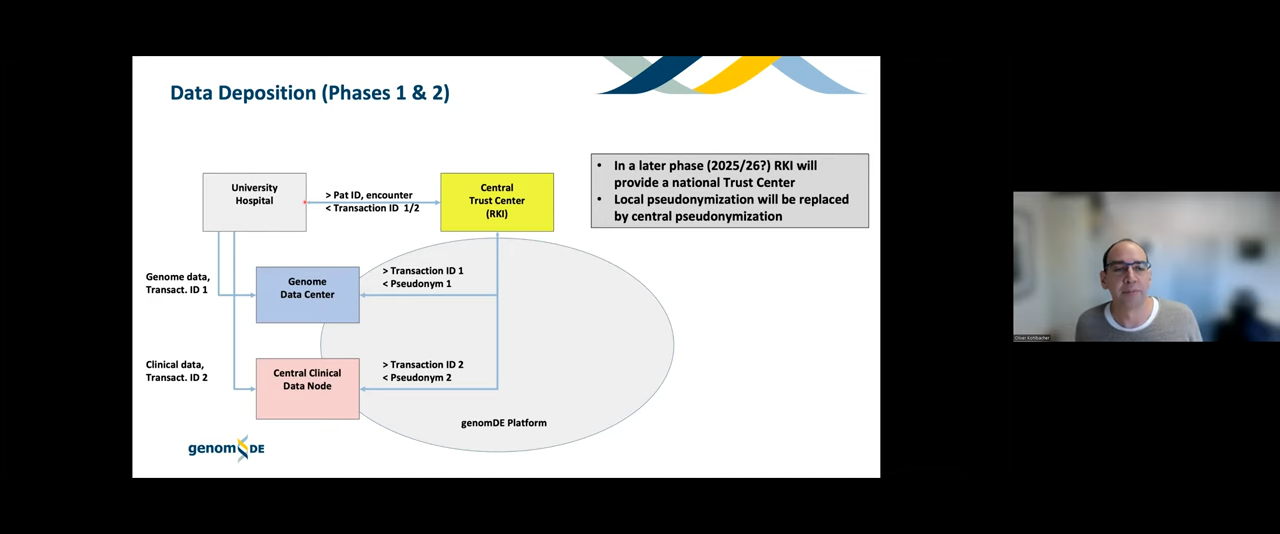 Data Deposition (Phases 1 & 2)
University
Hospital
> Pat ID, encounter
< Transaction ID 1/2
Central
Trust Center
(RKI)
• In a later phase (2025/26?) RKI will
provide a national Trust Center
• Local pseudonymization will be replaced
by central pseudonymization
Genome data,
Transact. ID 1
Genome
Data Center
> Transaction ID 1
< Pseudonym 1
Clinical data,
Transact. ID 2
Central Clinical
Data Node
> Transaction ID 2
< Pseudonym 2
genomDE Platform
genomDE
Oliver Kohlbacher